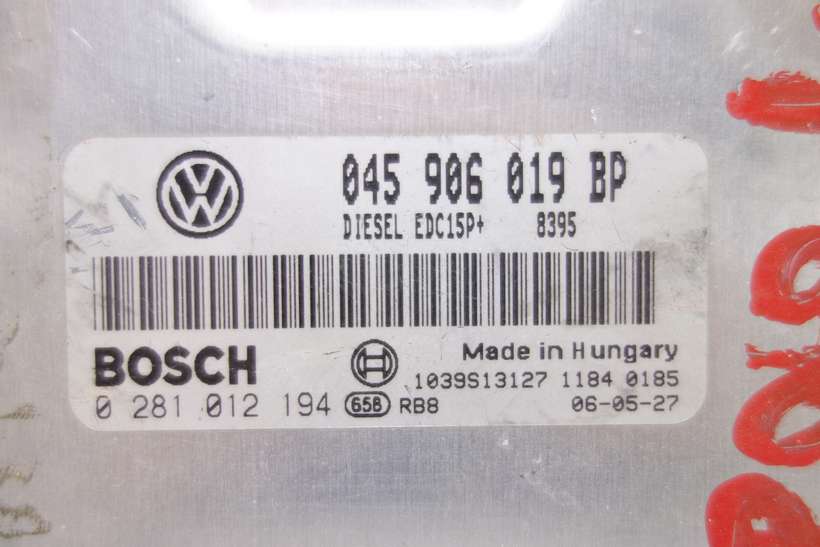 045 906 019 BP
DIESEL EDC15P+ 8395
BOSCH
Made in Hungary
1039S13127 1184 0185
0 281 012 194 658 RB8 06-05-27